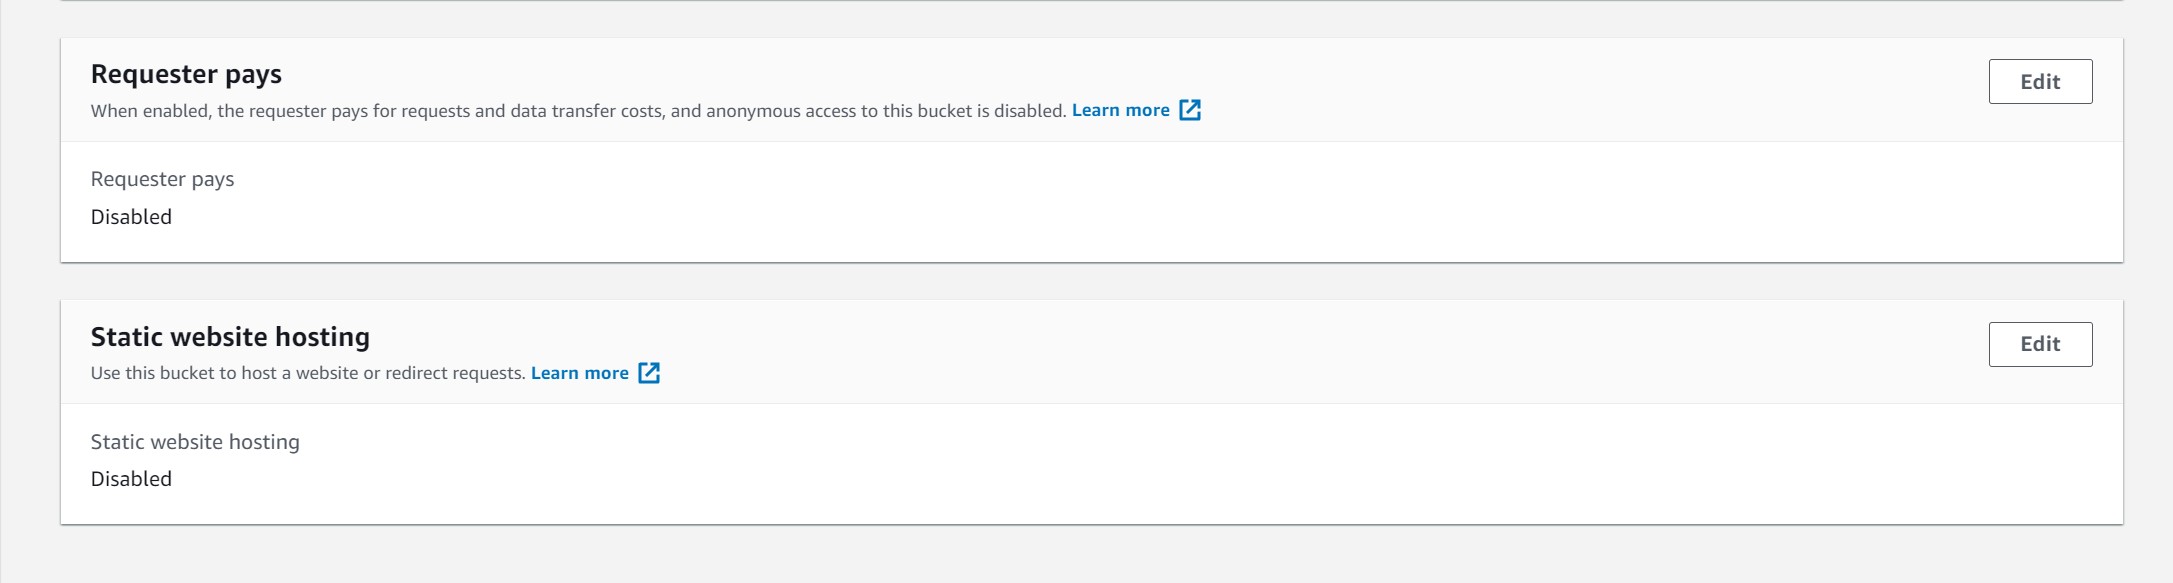 Requester pays
Edit
When enabled, the requester pays for requests and data transfer costs, and anonymous access to this bucket is disabled. Learn more
Requester pays
Disabled
Static website hosting
Edit
Use this bucket to host a website or redirect requests. Learn more
Static website hosting
Disabled